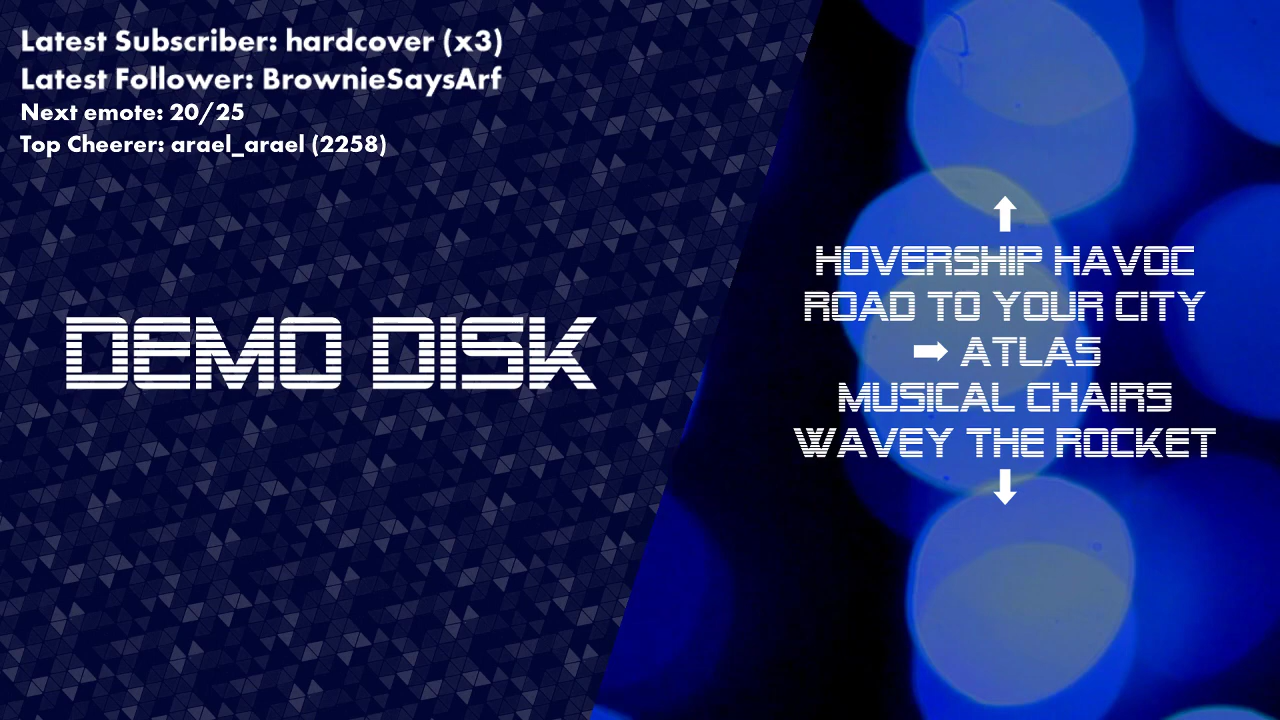 Latest Subscriber: hardcover (x3)
Latest Follower: BrownieSaysArf
Next emote: 20/25
Top Cheerer: arael_arael (2258)
DEMO DISK
HOVERSHIP HAVOC
ROAD TO YOUR CITY
ATLAS
MUSICAL CHAIRS
WAVEY THE ROCKET